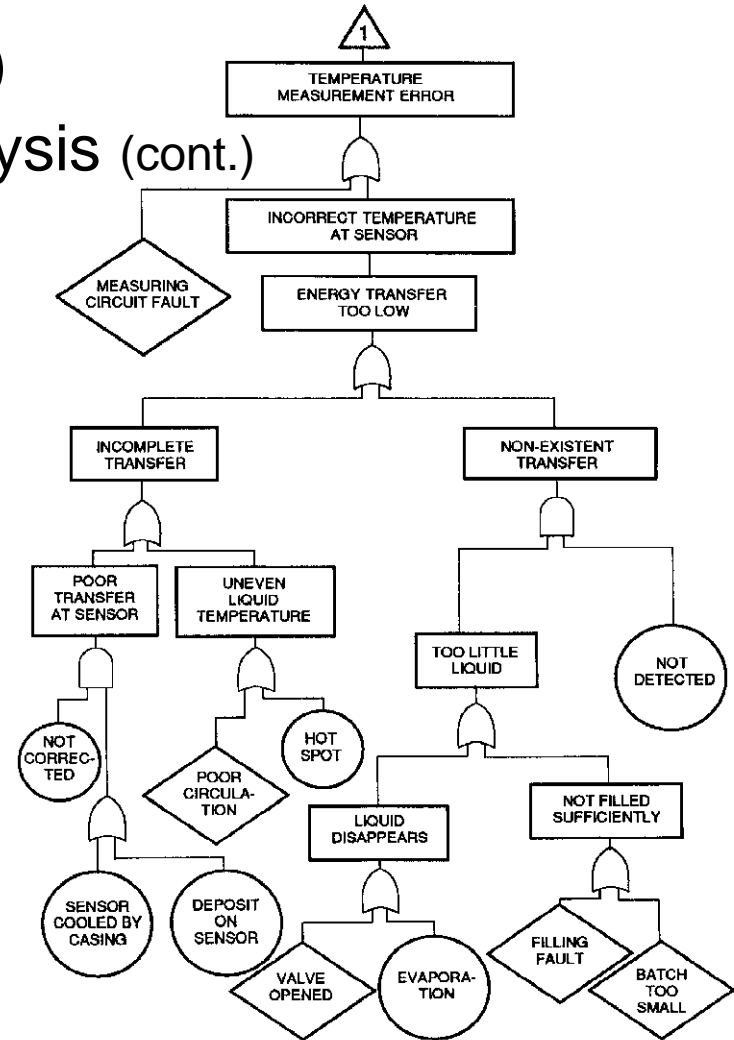 )
ysis (cont.)
1
TEMPERATURE
MEASUREMENT ERROR
INCORRECT TEMPERATURE
AT SENSOR
MEASURING
CIRCUIT FAULT
ENERGY TRANSFER
TOO LOW
INCOMPLETE
TRANSFER
NON-EXISTENT
TRANSFER
POOR
TRANSFER
AT SENSOR
UNEVEN
LIQUID
TEMPERATURE
TOO LITTLE
LIQUID
NOT
DETECTED
NOT
CORREC-
TED
POOR
CIRCULA-
TION
HOT
SPOT
LIQUID
DISAPPEARS
NOT FILLED
SUFFICIENTLY
SENSOR
COOLED BY
CASING
DEPOSIT
ON
SENSOR
VALVE
OPENED
EVAPORA-
TION
FILLING
FAULT
BATCH
TOO
SMALL